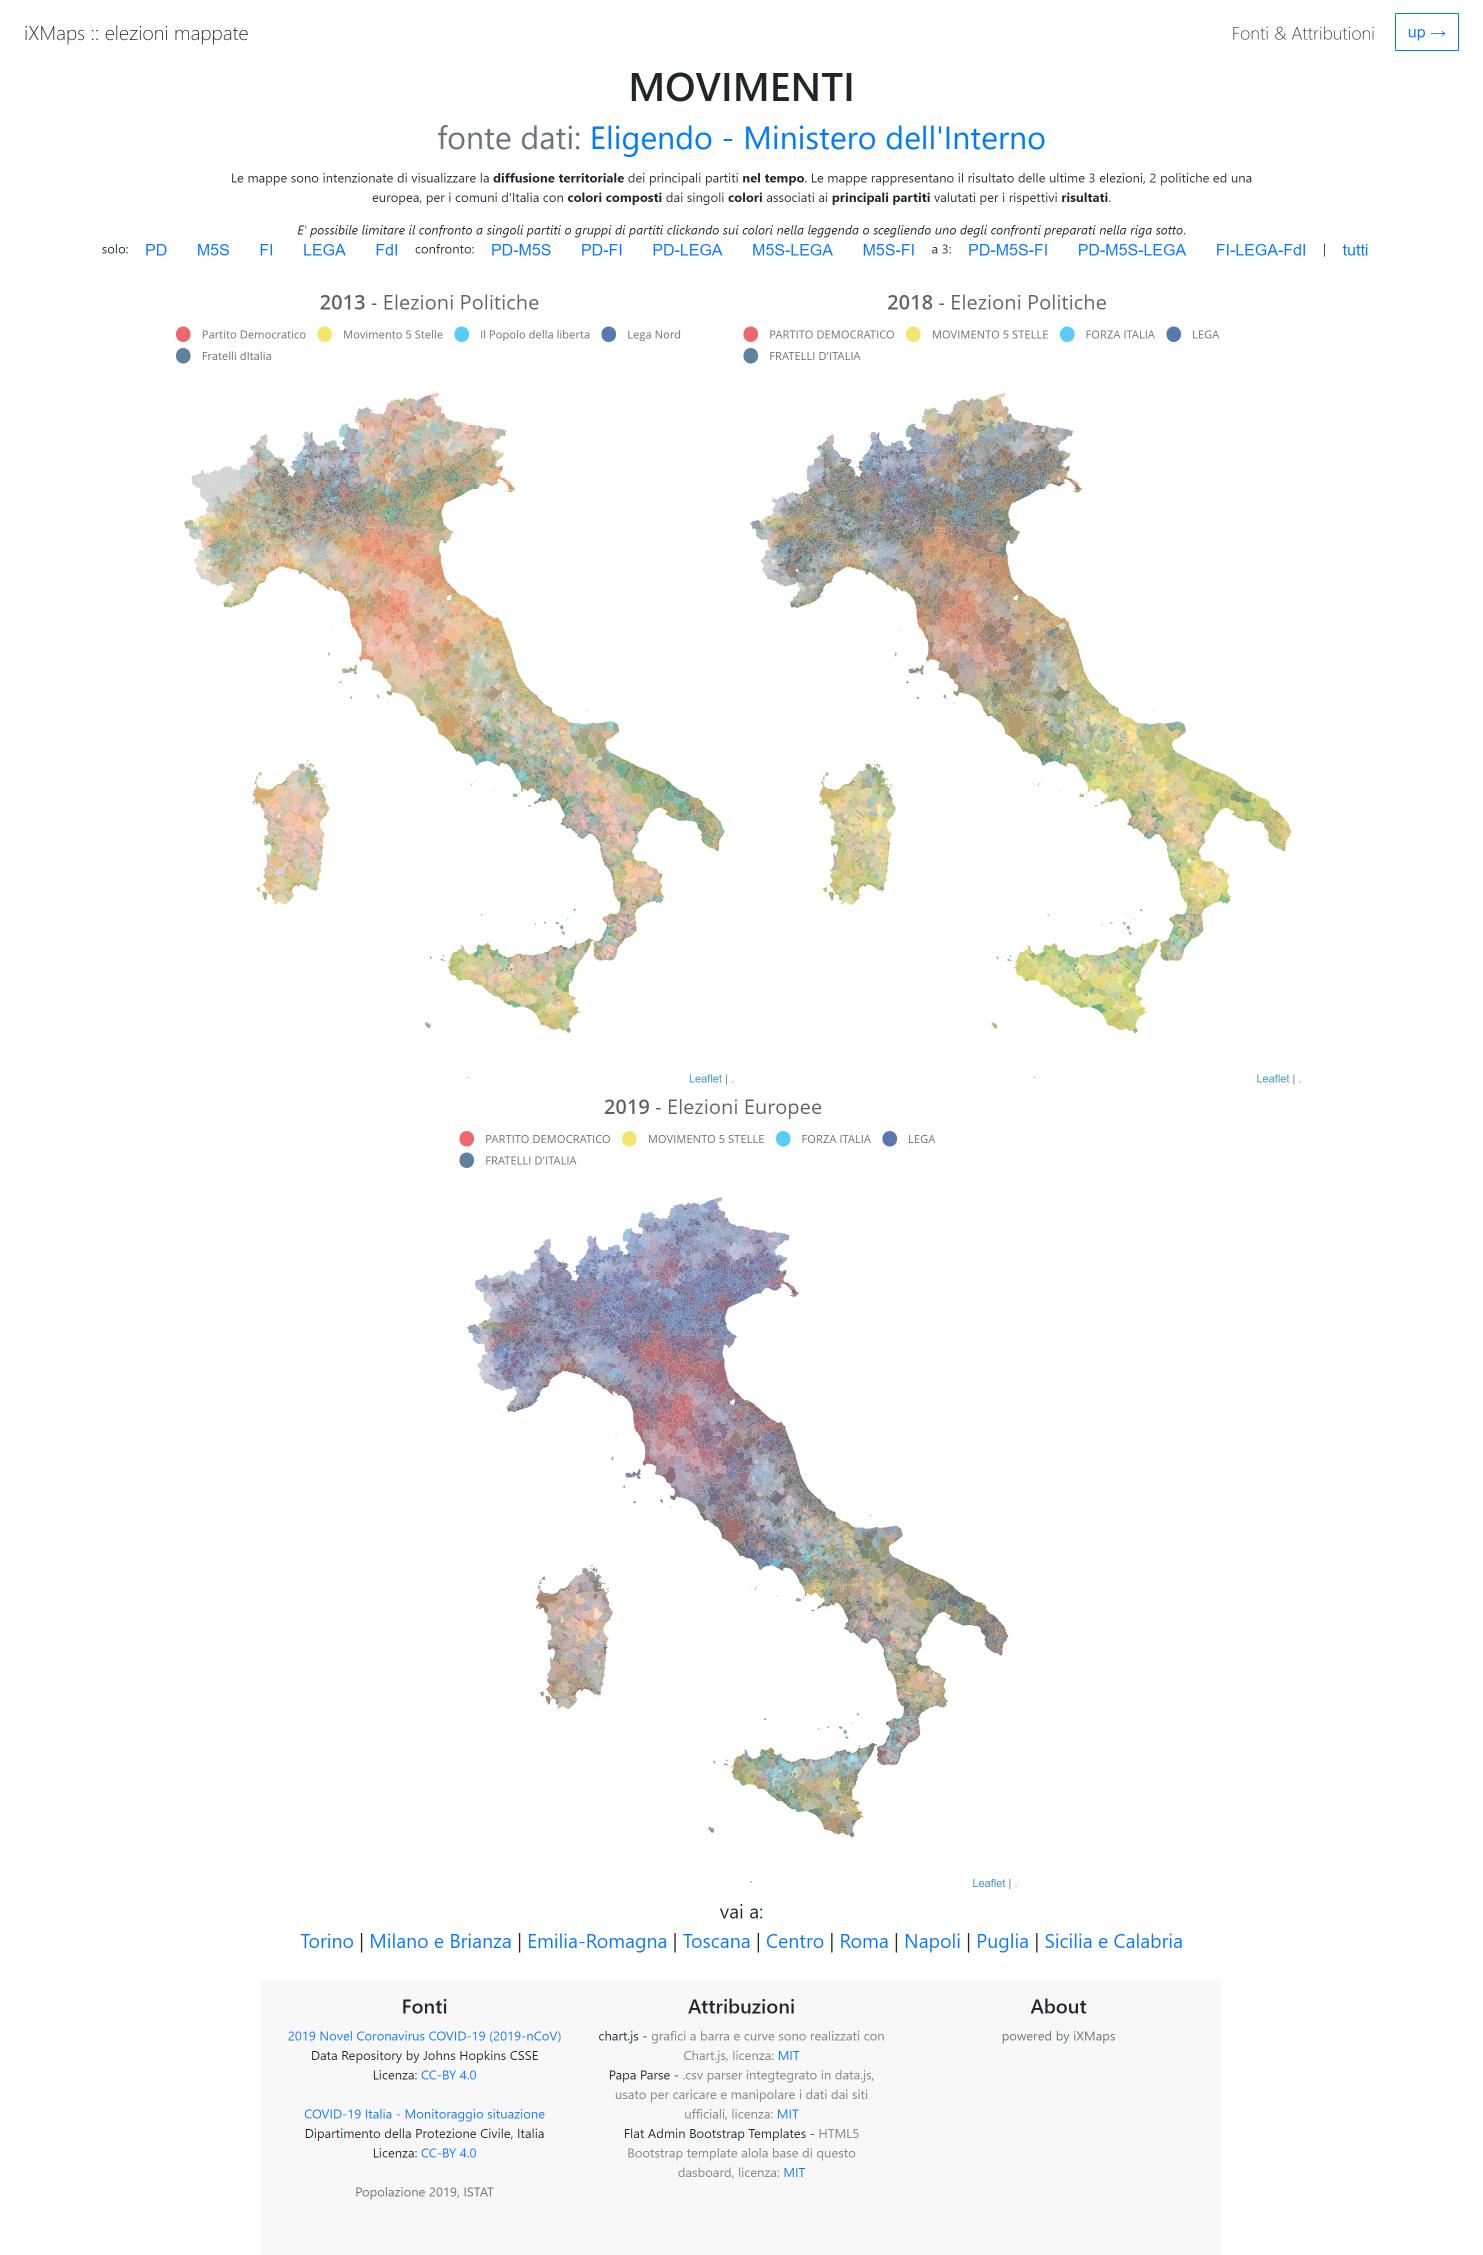 iXMaps :: elezioni mappate
Fonti & Attributioni
up →
MOVIMENTI
fonte dati: Eligendo - Ministero dell'Interno
Le mappe sono intenzionate di visualizzare la diffusione territoriale dei principali partiti nel tempo. Le mappe rappresentano il risultato delle ultime 3 elezioni, 2 politiche ed una
europea, per i comuni d'Italia con colori composti dai singoli colori associati ai principali partiti valutati per i rispettivi risultati.
E' possibile limitare il confronto a singoli partiti o gruppi di partiti clickando sui colori nella leggenda o scegliendo uno degli confronti preparati nella riga sotto.
solo: PD M5S FI LEGA FdI confronto: PD-M5S PD-FI PD-LEGA M5S-LEGA M5S-FI a 3: PD-M5S-FI PD-M5S-LEGA FI-LEGA-FdI | tutti
2013 - Elezioni Politiche
Partito Democratico Movimento 5 Stelle Il Popolo della liberta Lega Nord
Fratelli dItalia
Leaflet | .
2018 - Elezioni Politiche
PARTITO DEMOCRATICO MOVIMENTO 5 STELLE FORZA ITALIA LEGA
FRATELLI D'ITALIA
Leaflet | .
2019 - Elezioni Europee
PARTITO DEMOCRATICO MOVIMENTO 5 STELLE FORZA ITALIA LEGA
FRATELLI D'ITALIA
Leaflet | .
vai a:
Torino | Milano e Brianza | Emilia-Romagna | Toscana | Centro | Roma | Napoli | Puglia | Sicilia e Calabria
Fonti
2019 Novel Coronavirus COVID-19 (2019-nCoV)
Data Repository by Johns Hopkins CSSE
Licenza: CC-BY 4.0
COVID-19 Italia - Monitoraggio situazione
Dipartimento della Protezione Civile, Italia
Licenza: CC-BY 4.0
Popolazione 2019, ISTAT
Attribuzioni
chart.js - grafici a barra e curve sono realizzati con
Chart.js, licenza: MIT
Papa Parse - .csv parser integtegrato in data.js,
usato per caricare e manipolare i dati dai siti
ufficiali, licenza: MIT
Flat Admin Bootstrap Templates - HTML5
Bootstrap template alola base di questo
dasboard, licenza: MIT
About
powered by iXMaps